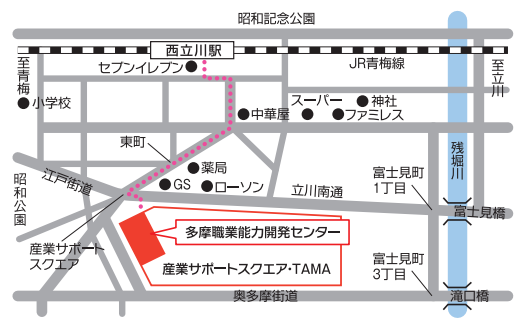 昭和記念公園
西立川駅
JR青梅線
至青梅
至立川
セブンイレブン
小学校
スーパー
神社
中華屋
ファミレス
東町
残堀川
薬局
江戸街道
GS
ローソン
立川南通
富士見町
1丁目
昭和公園
富士見橋
多摩職業能力開発センター
産業サポート
スクエア
産業サポートスクエア・TAMA
富士見町
3丁目
奥多摩街道
滝口橋